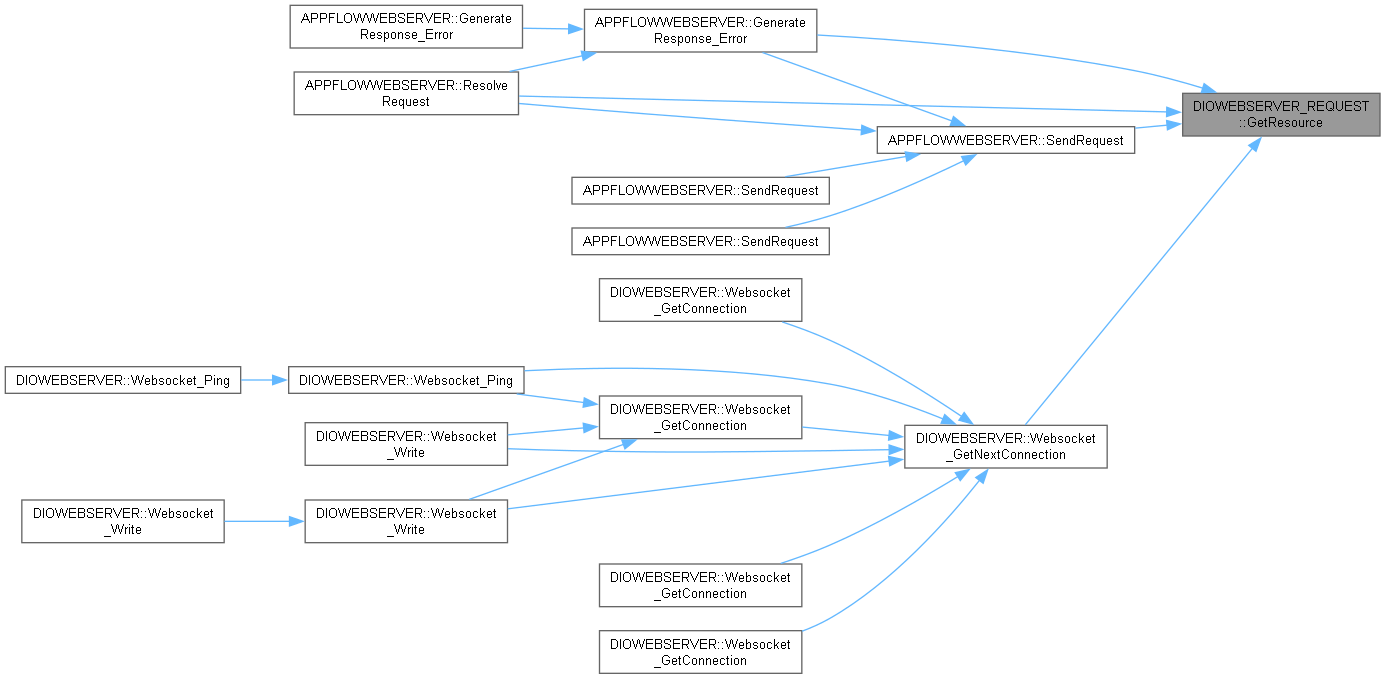 APPFLOWWEBSERVER::Generate
Response_Error
APPFLOWWEBSERVER::Generate
Response_Error
APPFLOWWEBSERVER::Resolve
Request
DIOWEBSERVER_REQUEST
::GetResource
APPFLOWWEBSERVER::SendRequest
APPFLOWWEBSERVER::SendRequest
APPFLOWWEBSERVER::SendRequest
DIOWEBSERVER::Websocket
_GetConnection
DIOWEBSERVER::Websocket_Ping
DIOWEBSERVER::Websocket_Ping
DIOWEBSERVER::Websocket
_GetConnection
DIOWEBSERVER::Websocket
_Write
DIOWEBSERVER::Websocket
_GetNextConnection
DIOWEBSERVER::Websocket
_Write
DIOWEBSERVER::Websocket
_Write
DIOWEBSERVER::Websocket
_GetConnection
DIOWEBSERVER::Websocket
_GetConnection